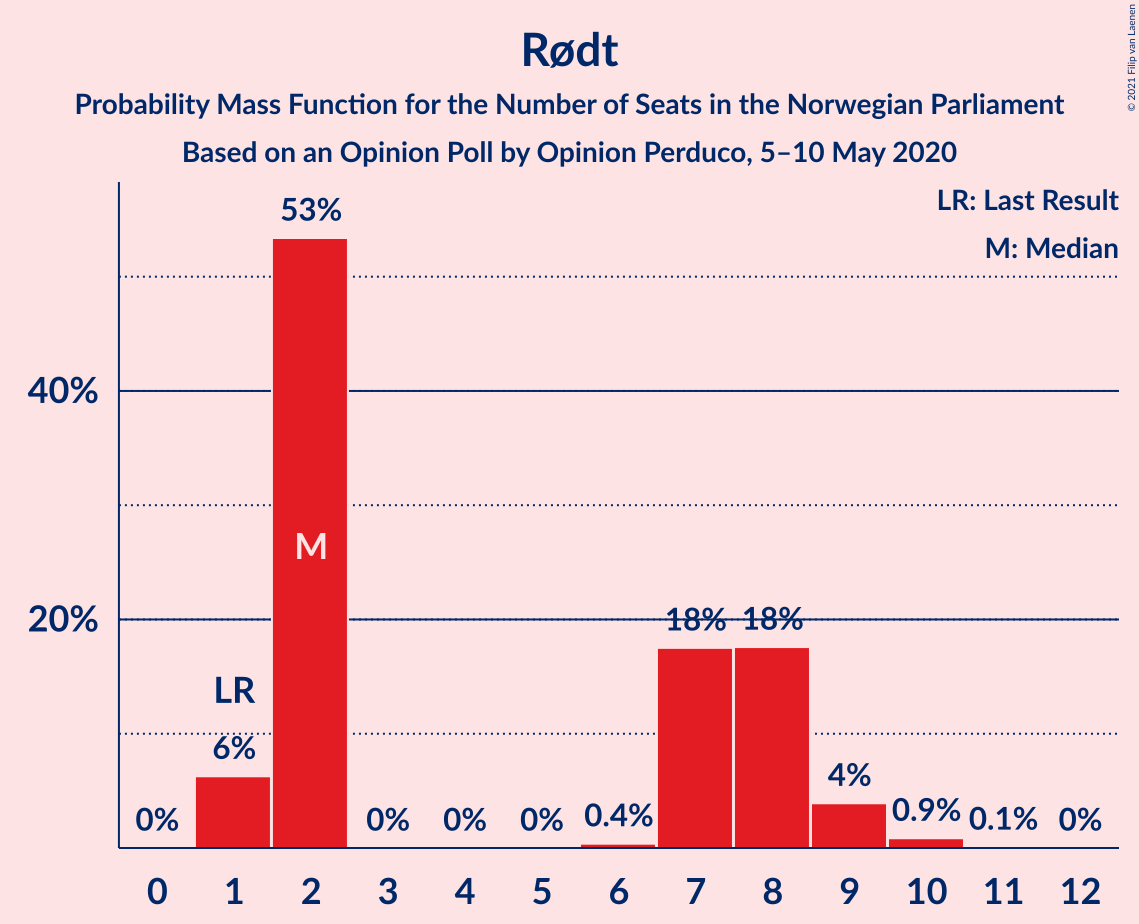 Rødt
Probability Mass Function for the Number of Seats in the Norwegian Parliament
Based on an Opinion Poll by Opinion Perduco, 5–10 May 2020
© 2021 Filip van Laenen
LR: Last Result
M: Median
53%
40%
M
20%
18% 18%
LR
6%
4%
0% 0% 0% 0% 0.4% 0.9% 0.1% 0%
0 1 2 3 4 5 6 7 8 9 10 11 12